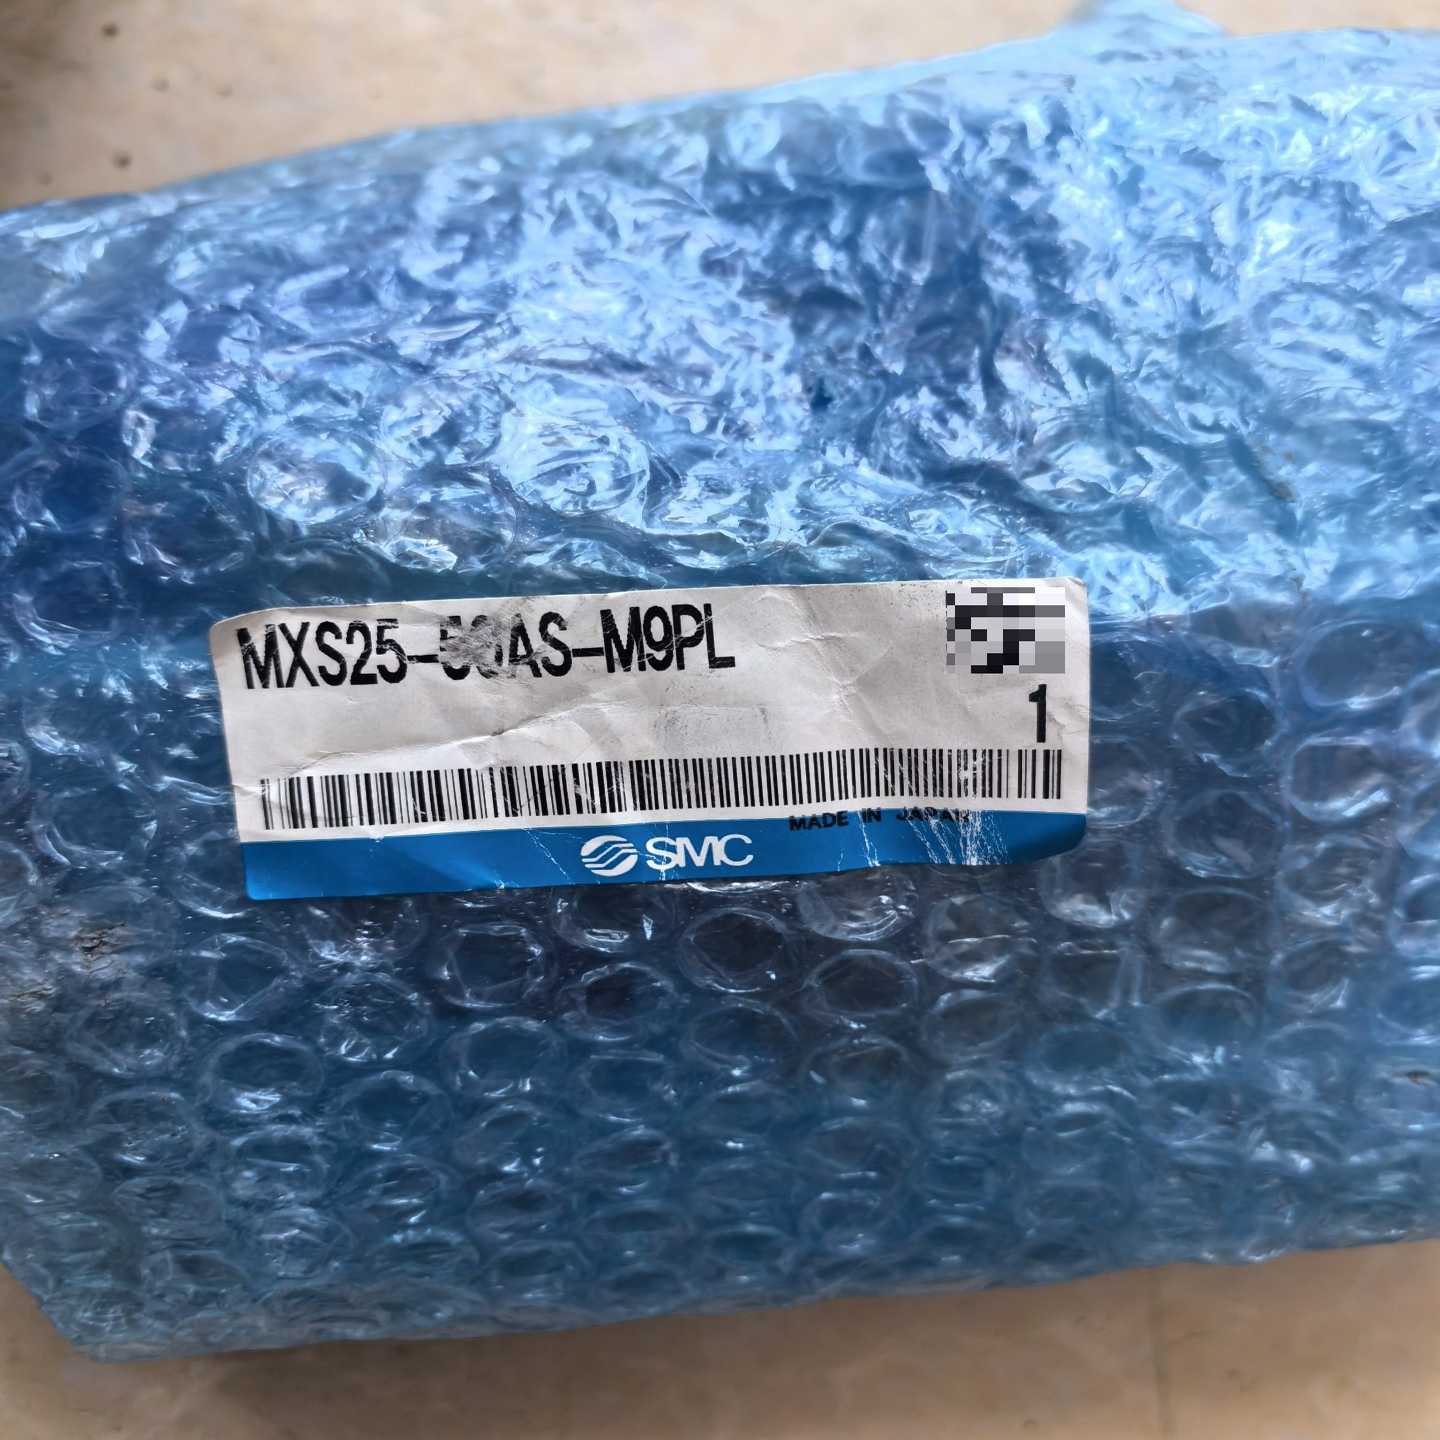 MXS25-50AS-M9PL
1
MADE IN JAPAN
SMC